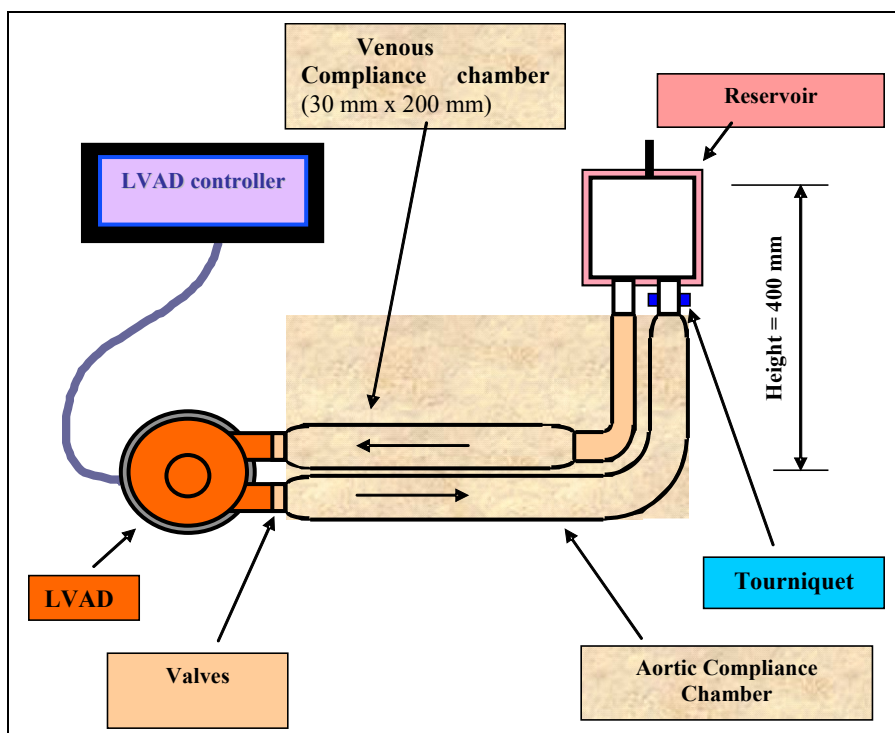 Venous
Compliance chamber
(30 mm x 200 mm)
Reservoir
LVAD controller
Height = 400 mm
LVAD
Valves
Tourniquet
Aortic Compliance
Chamber